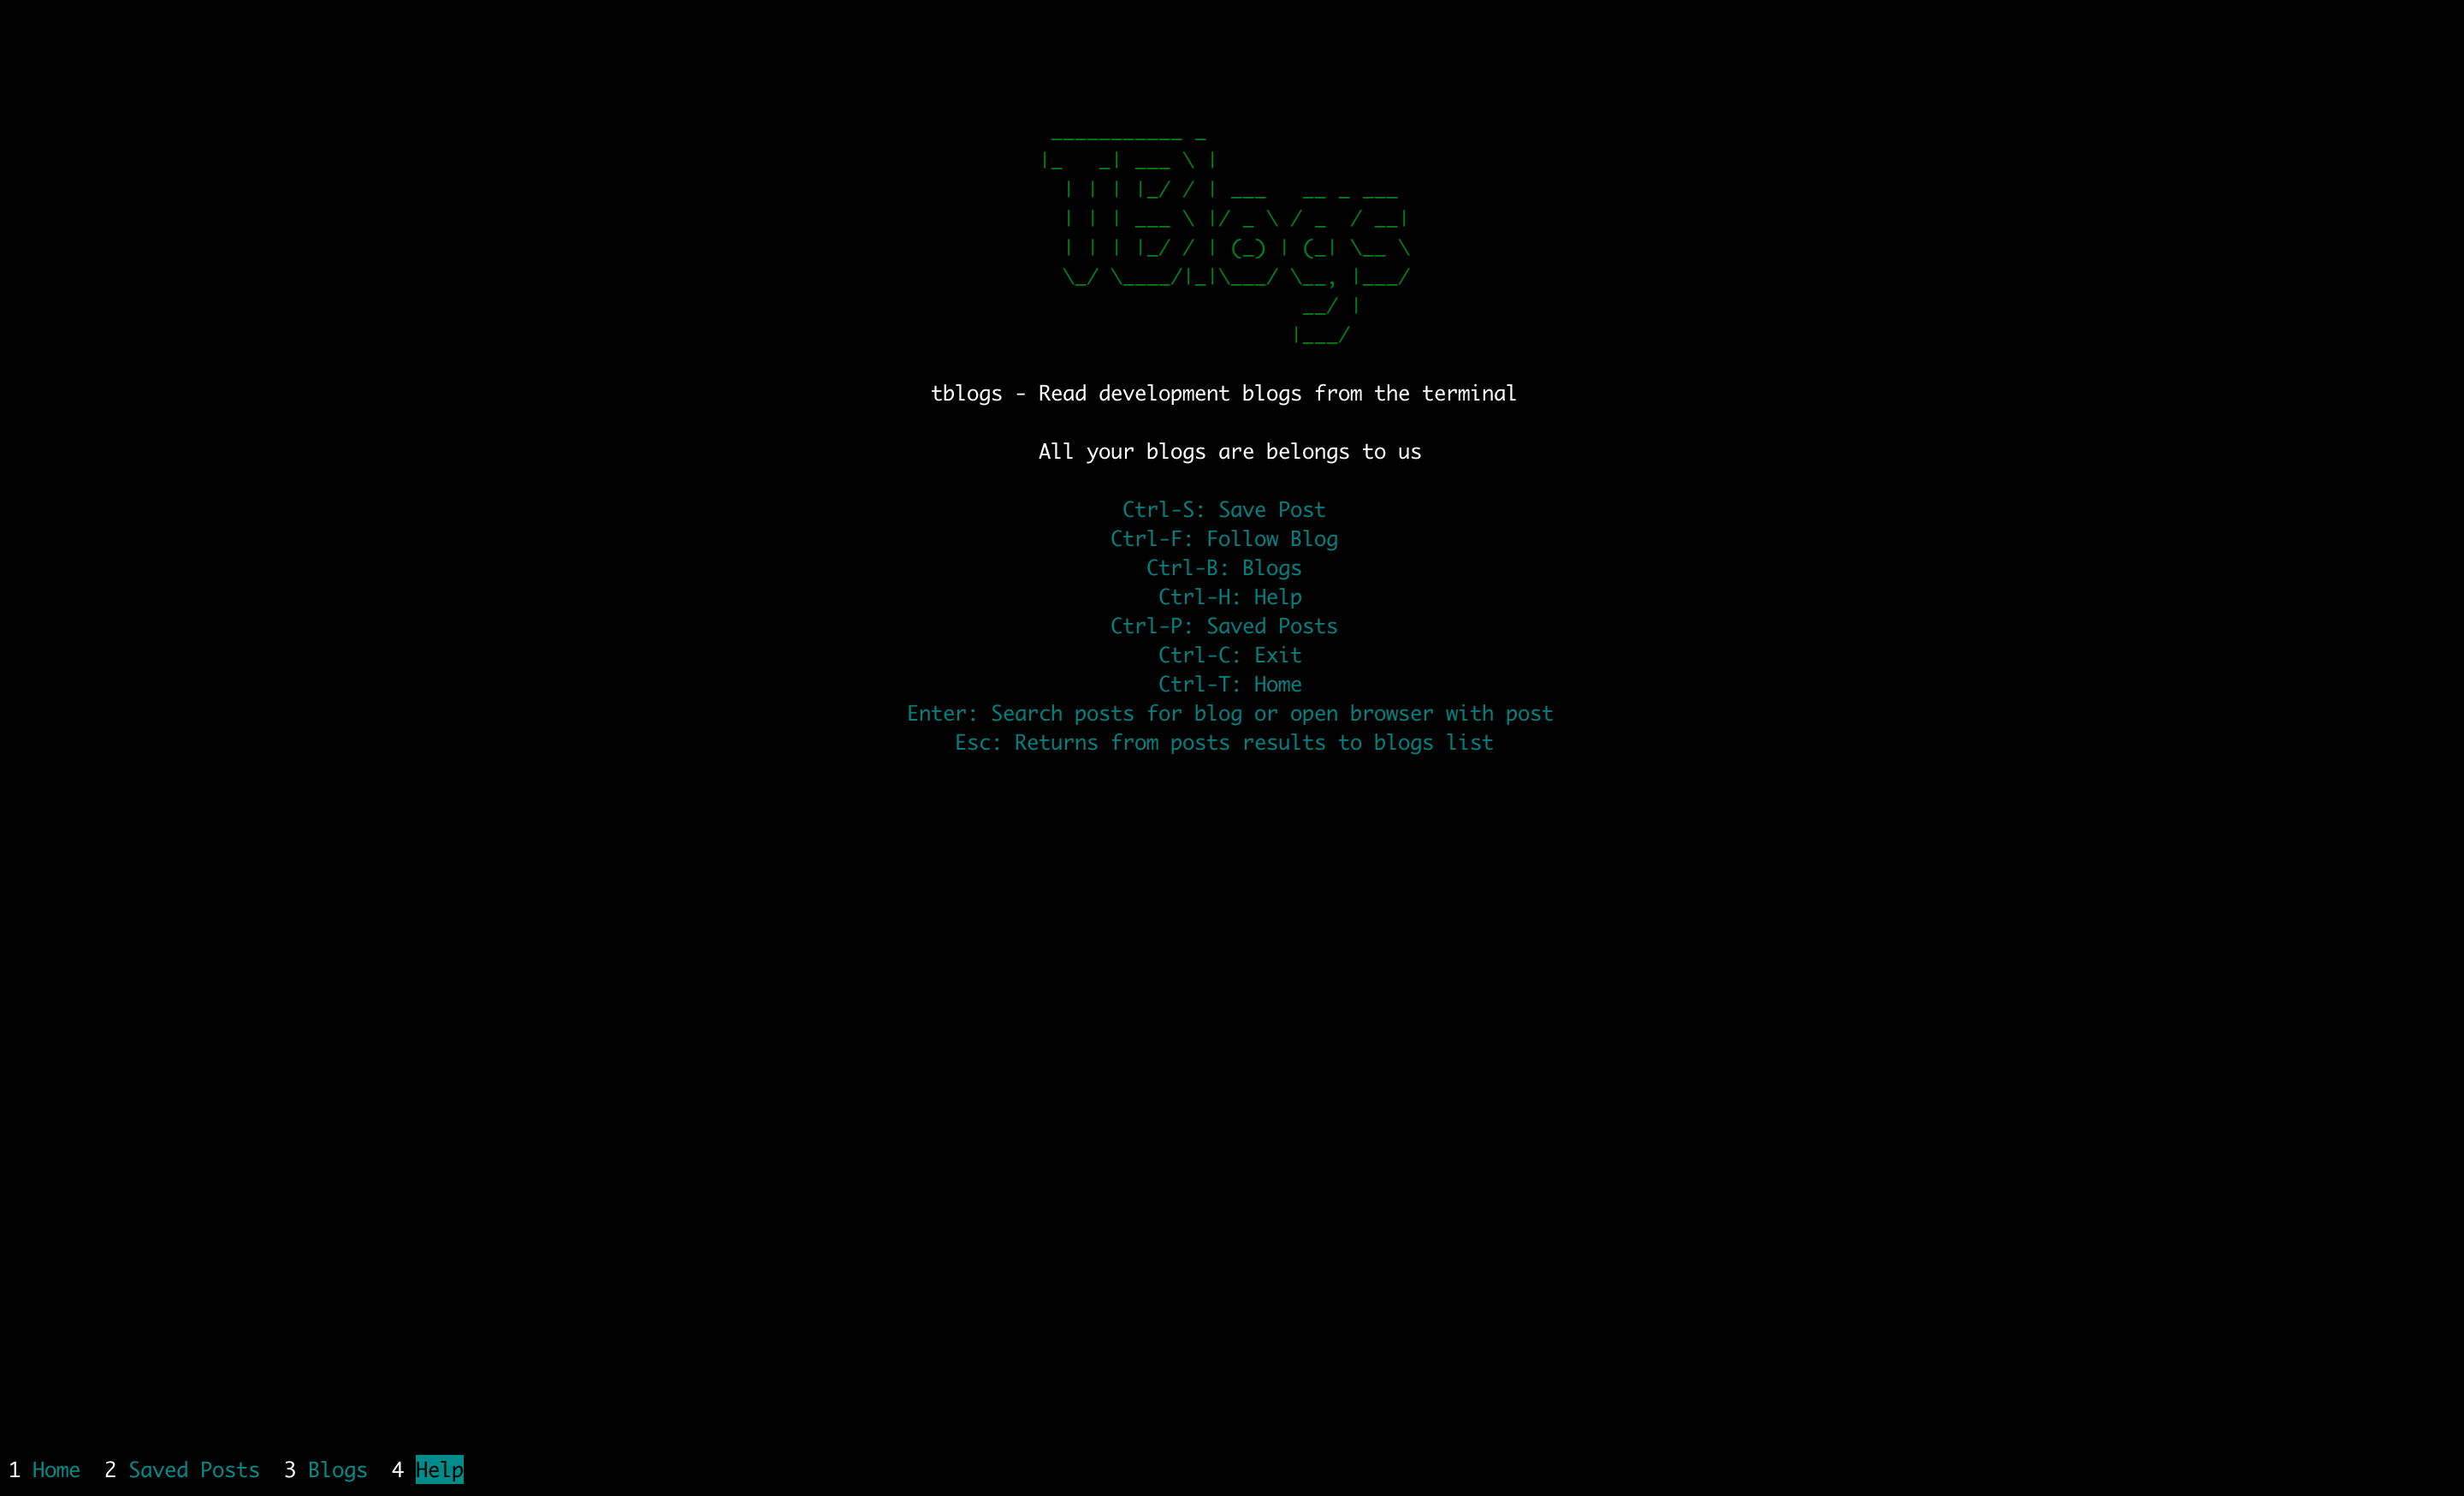 TBlogs
tblogs - Read development blogs from the terminal
All your blogs are belongs to us
Ctrl-S: Save Post
Ctrl-F: Follow Blog
Ctrl-B: Blogs
Ctrl-H: Help
Ctrl-P: Saved Posts
Ctrl-C: Exit
Ctrl-T: Home
Enter: Search posts for blog or open browser with post
Esc: Returns from posts results to blogs list
1 Home 2 Saved Posts 3 Blogs 4 Help